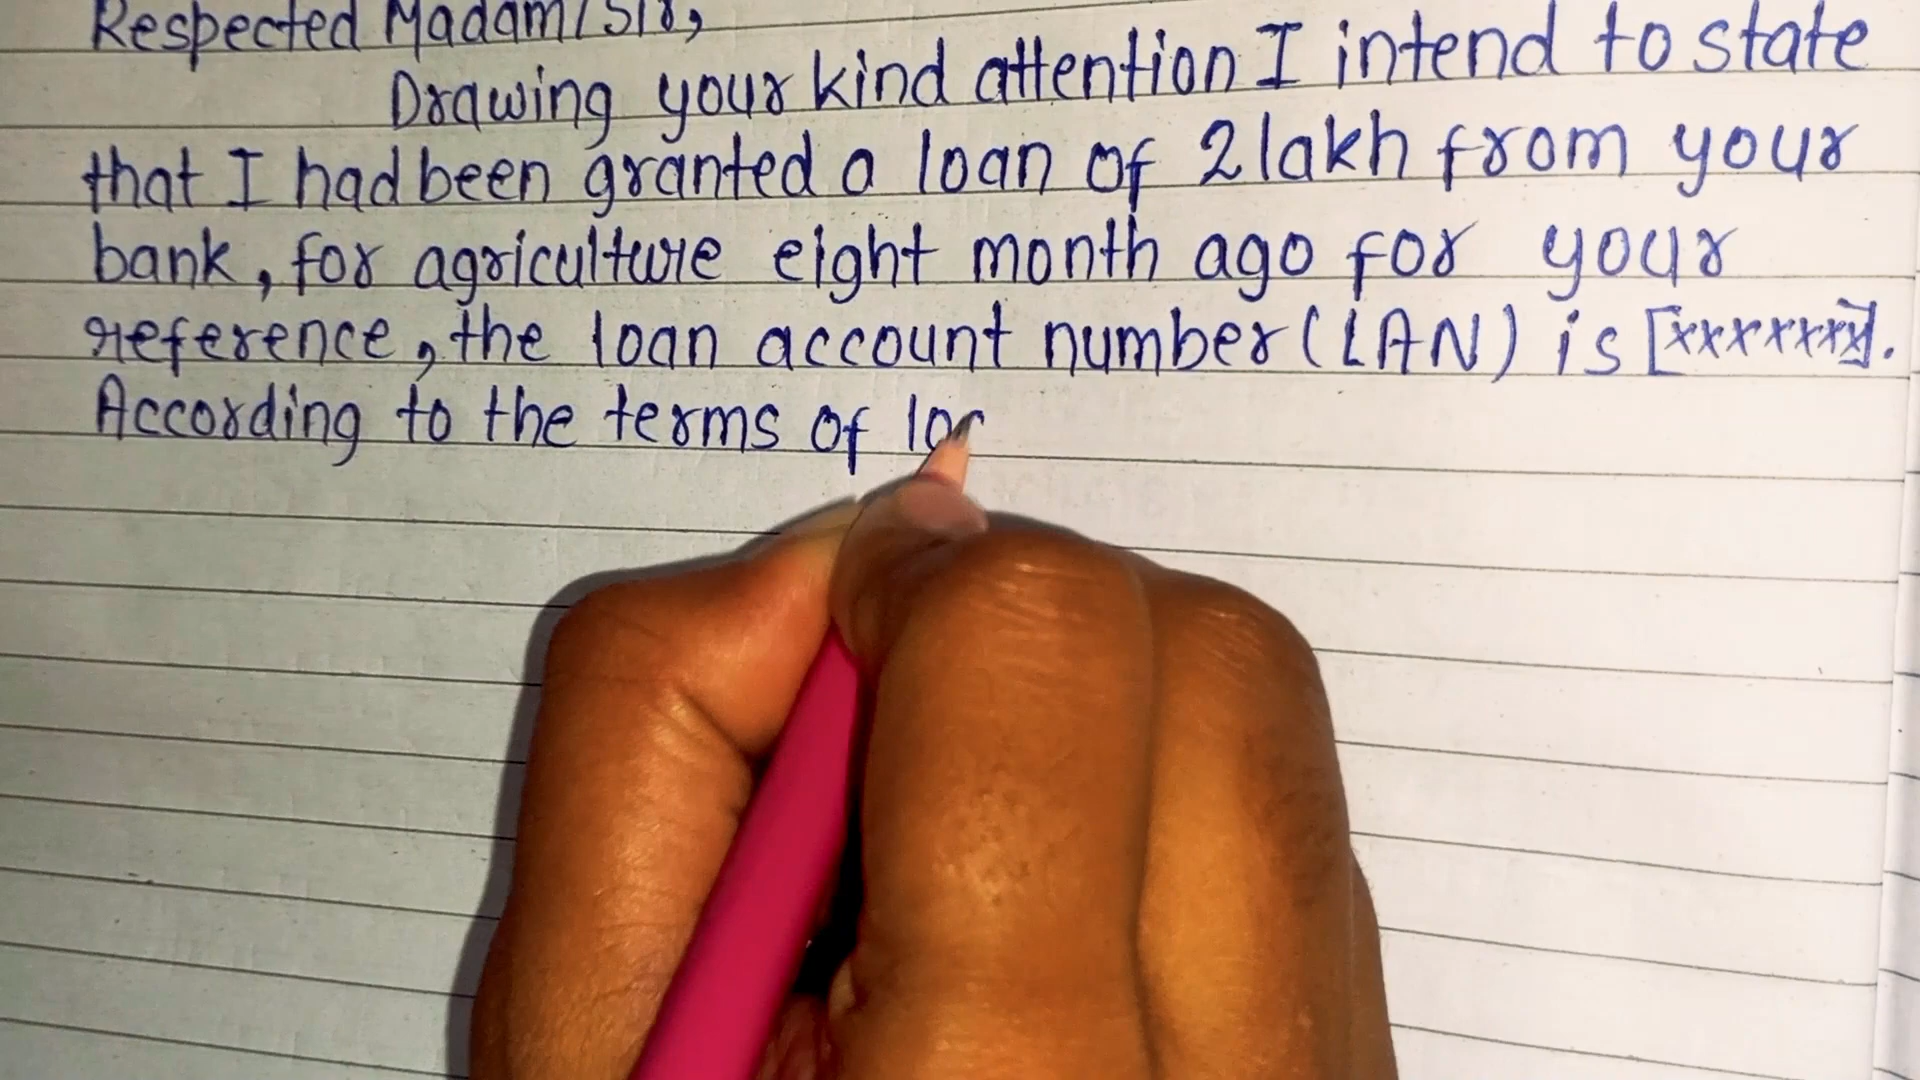 Respected Madam/Sir,
Drawing your kind attention I intend to state
that I had been granted a loan of 2 lakh from your
bank, for agriculture eight month ago for your
reference, the loan account number (LAN) is [xxxxxxxx].
According to the terms of loa